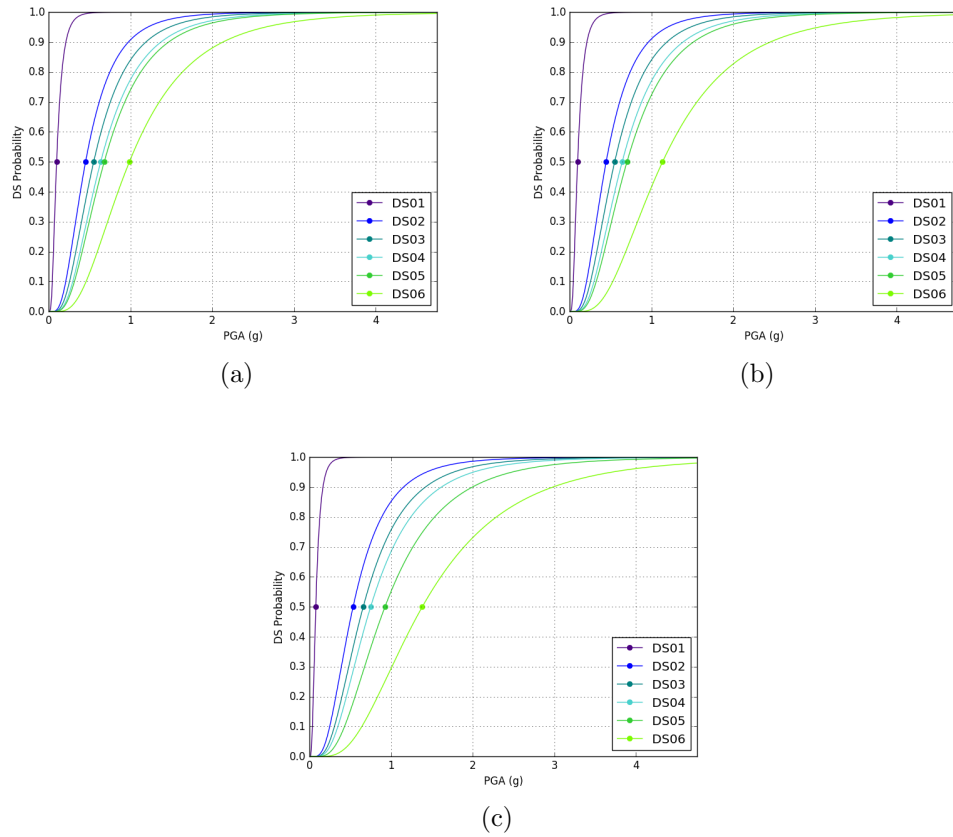 1.0
0.9
0.8
0.7
0.6
0.5
0.4
0.3
0.2
0.1
0.0
DS Probability
0 1 2 3 4
PGA (g)
DS01
DS02
DS03
DS04
DS05
DS06
(a)
1.0
0.9
0.8
0.7
0.6
0.5
0.4
0.3
0.2
0.1
0.0
DS Probability
0 1 2 3 4
PGA (g)
DS01
DS02
DS03
DS04
DS05
DS06
(b)
1.0
0.9
0.8
0.7
0.6
0.5
0.4
0.3
0.2
0.1
0.0
DS Probability
0 1 2 3 4
PGA (g)
DS01
DS02
DS03
DS04
DS05
DS06
(c)